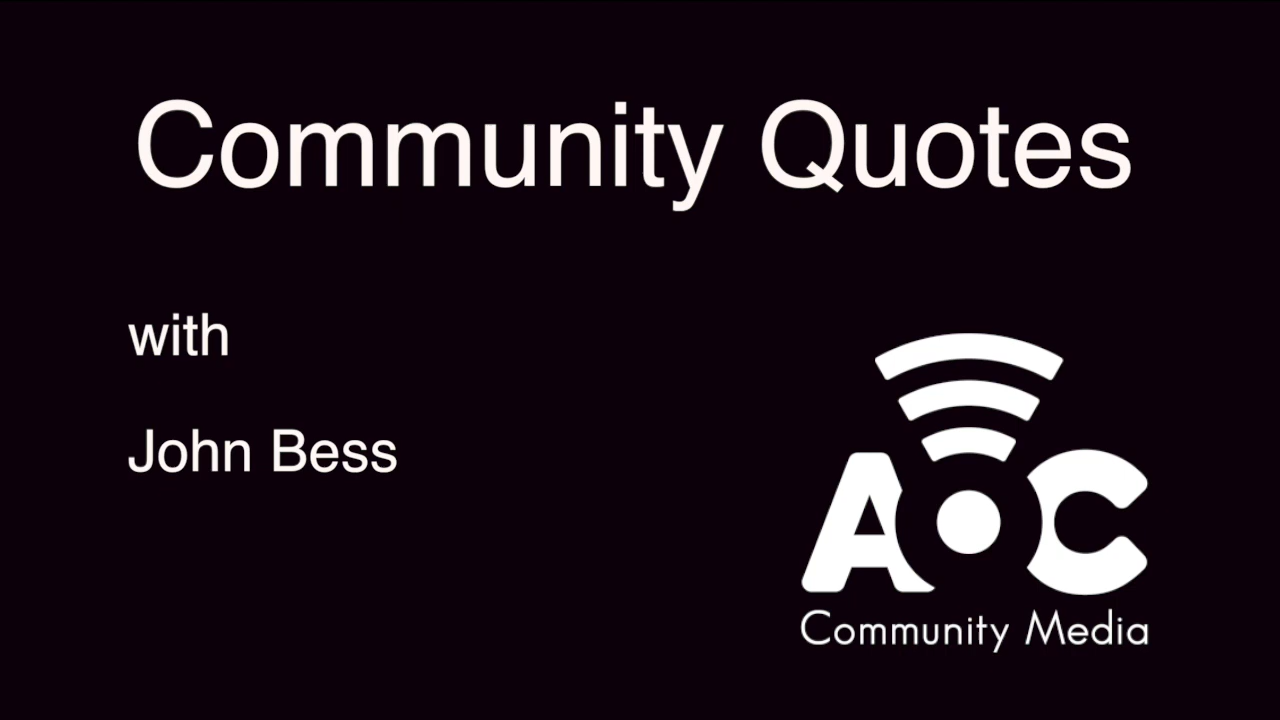 Community Quotes
with
John Bess
AOC
Community Media